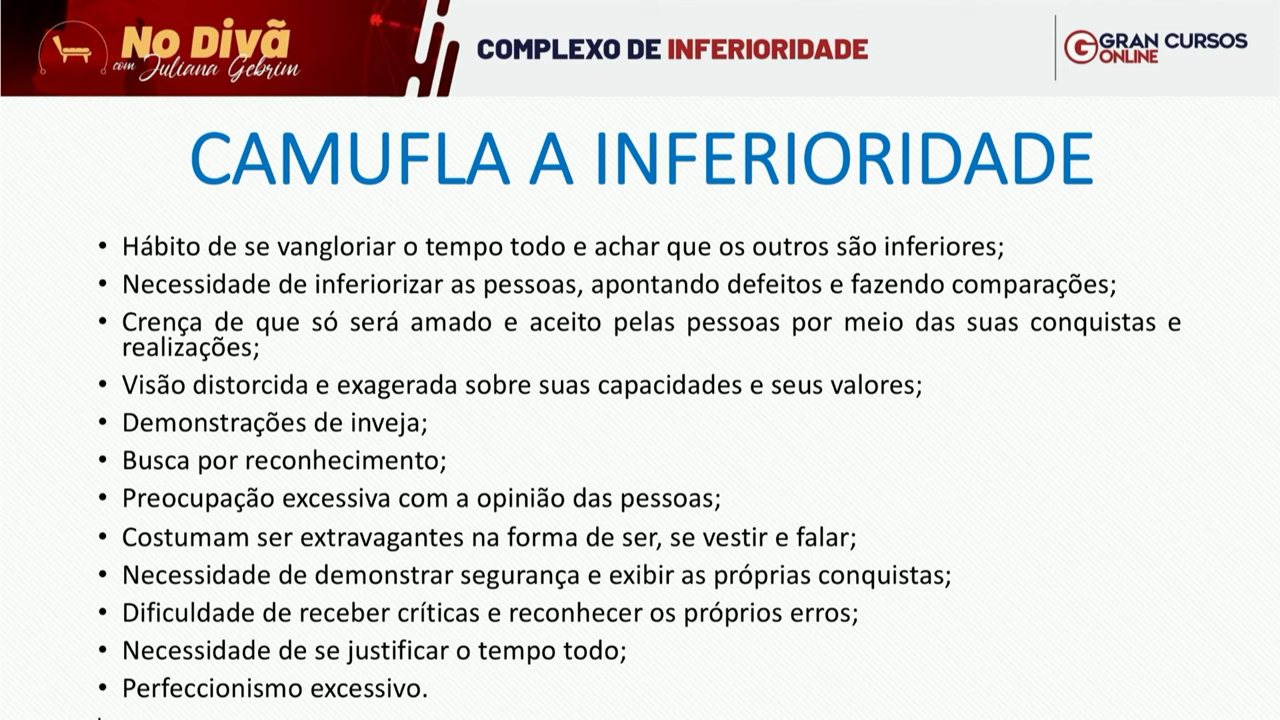 No Divã
com Juliana Gebrim
COMPLEXO DE INFERIORIDADE
GRAN CURSOS
ONLINE
CAMUFLA A INFERIORIDADE
• Hábito de se vangloriar o tempo todo e achar que os outros são inferiores;
• Necessidade de inferiorizar as pessoas, apontando defeitos e fazendo comparações;
• Crença de que só será amado e aceito pelas pessoas por meio das suas conquistas e
realizações;
• Visão distorcida e exagerada sobre suas capacidades e seus valores;
• Demonstrações de inveja;
• Busca por reconhecimento;
• Preocupação excessiva com a opinião das pessoas;
• Costumam ser extravagantes na forma de ser, se vestir e falar;
• Necessidade de demonstrar segurança e exibir as próprias conquistas;
• Dificuldade de receber críticas e reconhecer os próprios erros;
• Necessidade de se justificar o tempo todo;
• Perfeccionismo excessivo.